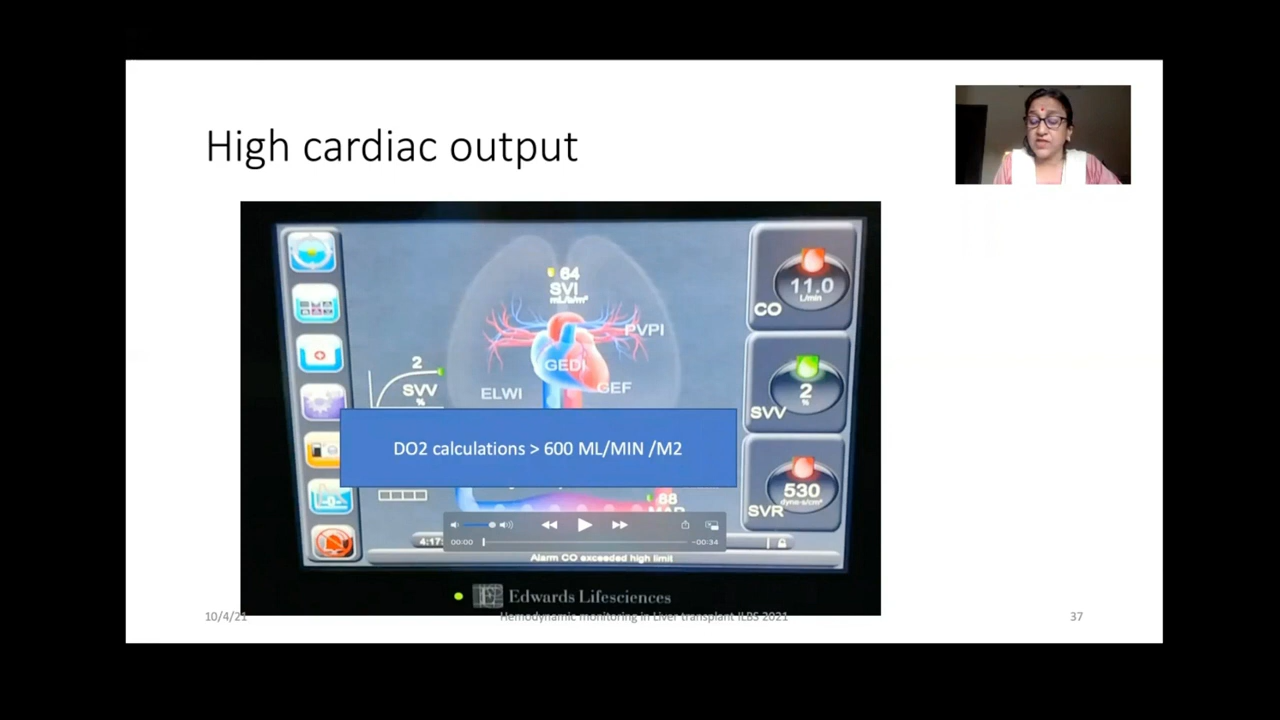 High cardiac output
64
SVI
mL/b/m²
PVPI
GEDI
GEF
ELWI
2
SVV
%
CO
11.0
L/min
SVV
2
%
SVR
530
dyne-s/cm⁵
DO2 calculations > 600 ML/MIN /M2
88
MAP
4:17
00:00
−00:34
Alarm CO exceeded high limit
Edwards Lifesciences
10/4/21
Hemodynamic monitoring in Liver transplant ILBS 2021
37